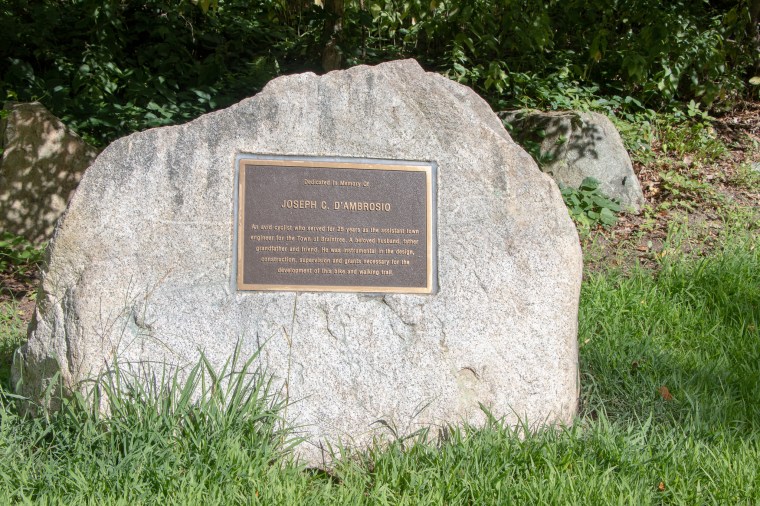 Dedicated In Memory Of
JOSEPH C. D'AMBROSIO
An avid cyclist who served for 25 years as the assistant town
engineer for the Town of Braintree. A beloved husband, father
grandfather and friend. He was instrumental in the design,
construction, supervision and grants necessary for the
development of this bike and walking trail.